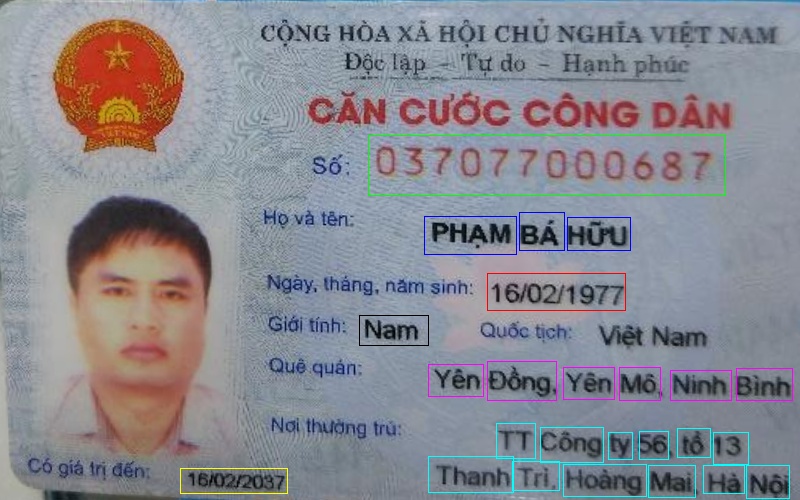 CỘNG HÒA XÃ HỘI CHỦ NGHĨA VIỆT NAM
Độc lập - Tự do - Hạnh phúc
CĂN CƯỚC CÔNG DÂN
Số: 037077000687
Họ và tên: PHẠM BÁ HỮU
Ngày, tháng, năm sinh: 16/02/1977
Giới tính: Nam Quốc tịch: Việt Nam
Quê quán: Yên Đồng, Yên Mô, Ninh Bình
Nơi thường trú: TT Công ty 56, tổ 13
Thanh Trì, Hoàng Mai, Hà Nội
Có giá trị đến: 16/02/2037